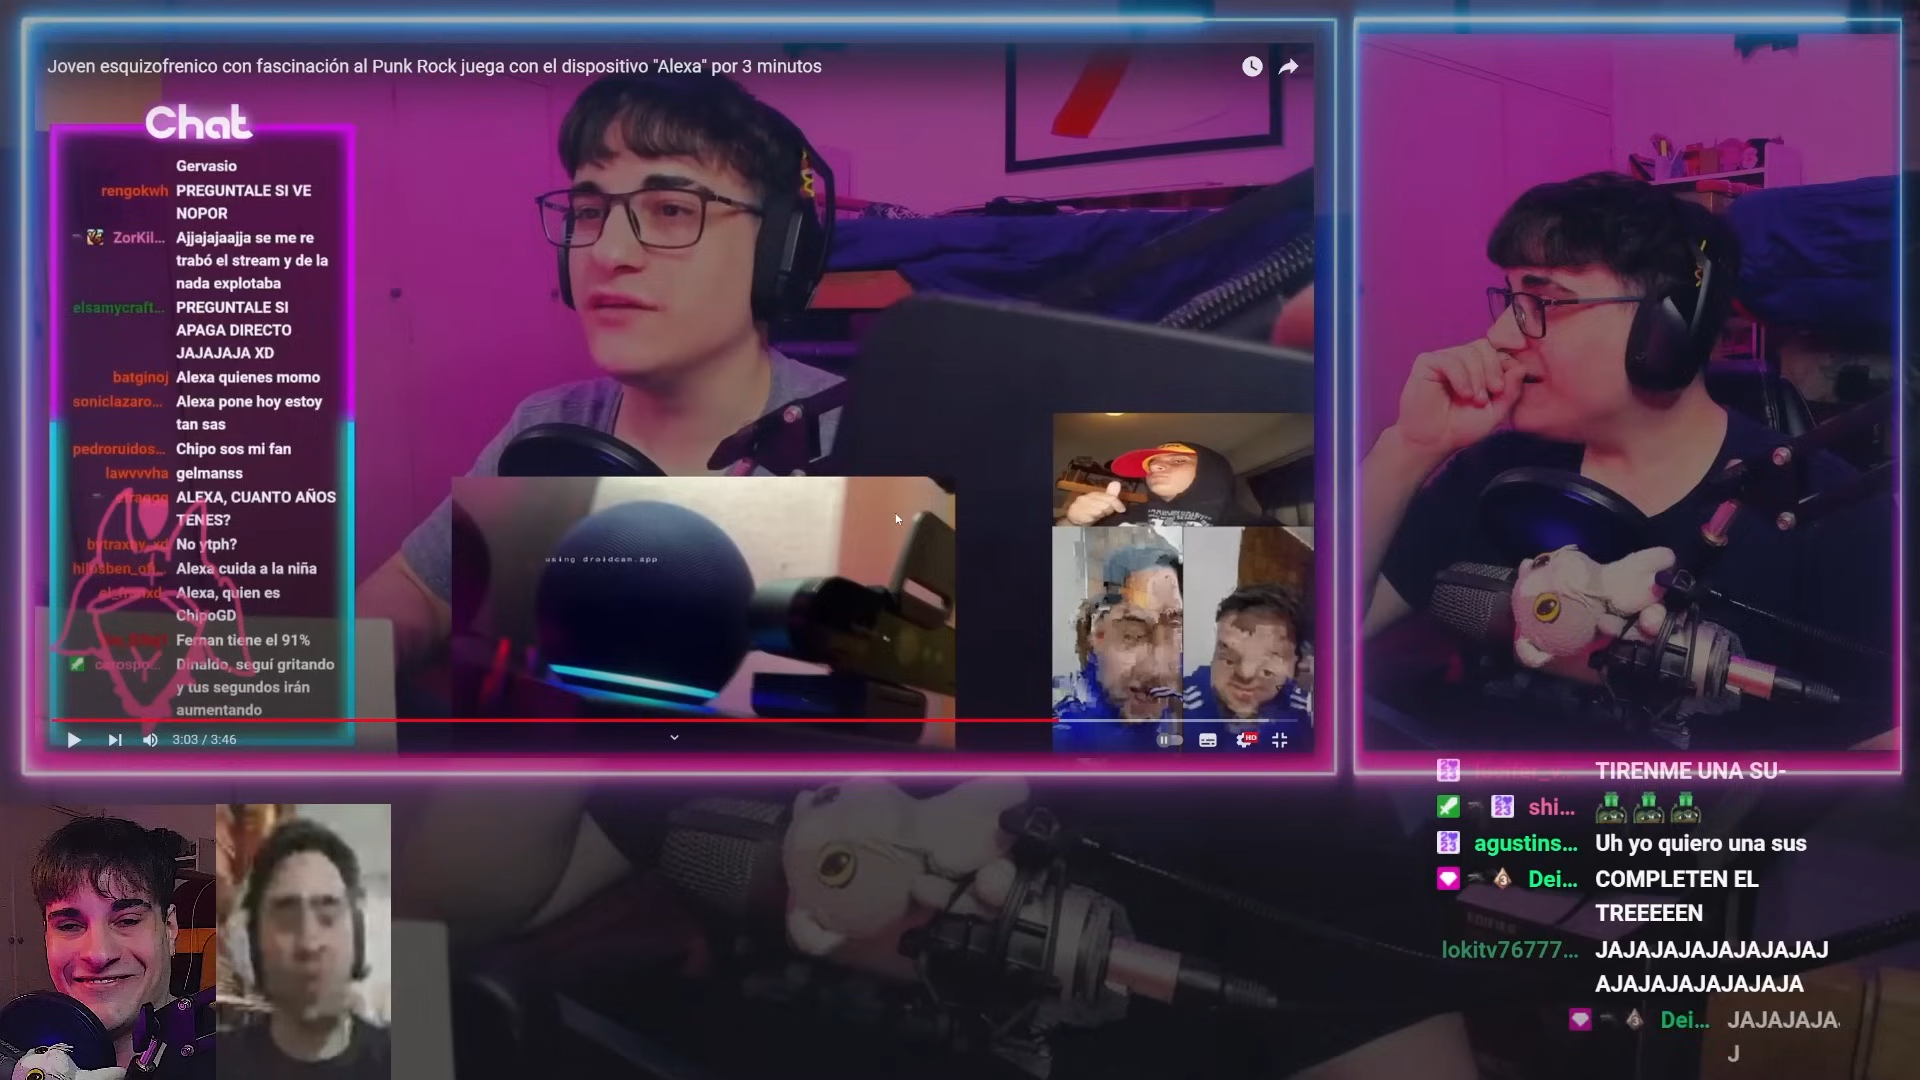 Joven esquizofrenico con fascinación al Punk Rock juega con el dispositivo "Alexa" por 3 minutos
Chat
Gervasio
rengokwh PREGUNTALE SI VE
NOPOR
ZorKil... Ajjajajaajja se me re
trabó el stream y de la
nada explotaba
elsamycraft... PREGUNTALE SI
APAGA DIRECTO
JAJAJAJA XD
batginoj Alexa quienes momo
soniclazaro... Alexa pone hoy estoy
tan sas
pedroruidos... Chipo sos mi fan
lawvvvha gelmanss
ALEXA, CUANTO AÑOS
TENES?
No ytph?
Alexa cuida a la niña
Alexa, quien es
ChipoGD
Fernan tiene el 91%
Dinaldo, seguí gritando
y tus segundos irán
aumentando
using droidcam.app
3:03 / 3:46
HD
TIRENME UNA SU-
shi...
agustins... Uh yo quiero una sus
Dei... COMPLETEN EL
TREEEEEN
lokitv76777... JAJAJAJAJAJAJAJAJ
AJAJAJAJAJAJAJA
Dei... JAJAJAJA
J